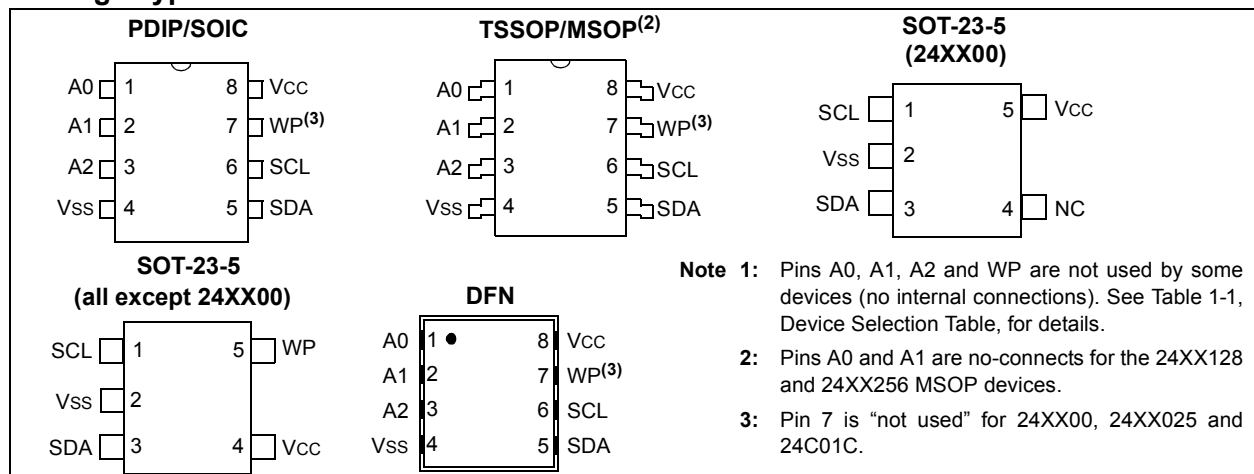 PDIP/SOIC
A0 1 8 VCC
A1 2 7 WP(3)
A2 3 6 SCL
VSS 4 5 SDA
TSSOP/MSOP(2)
A0 1 8 VCC
A1 2 7 WP(3)
A2 3 6 SCL
VSS 4 5 SDA
SOT-23-5
(24XX00)
SCL 1 5 VCC
VSS 2
SDA 3 4 NC
SOT-23-5
(all except 24XX00)
SCL 1 5 WP
VSS 2
SDA 3 4 VCC
DFN
A0 1 8 VCC
A1 2 7 WP(3)
A2 3 6 SCL
VSS 4 5 SDA
Note 1: Pins A0, A1, A2 and WP are not used by some
devices (no internal connections). See Table 1-1,
Device Selection Table, for details.
2: Pins A0 and A1 are no-connects for the 24XX128
and 24XX256 MSOP devices.
3: Pin 7 is “not used” for 24XX00, 24XX025 and
24C01C.